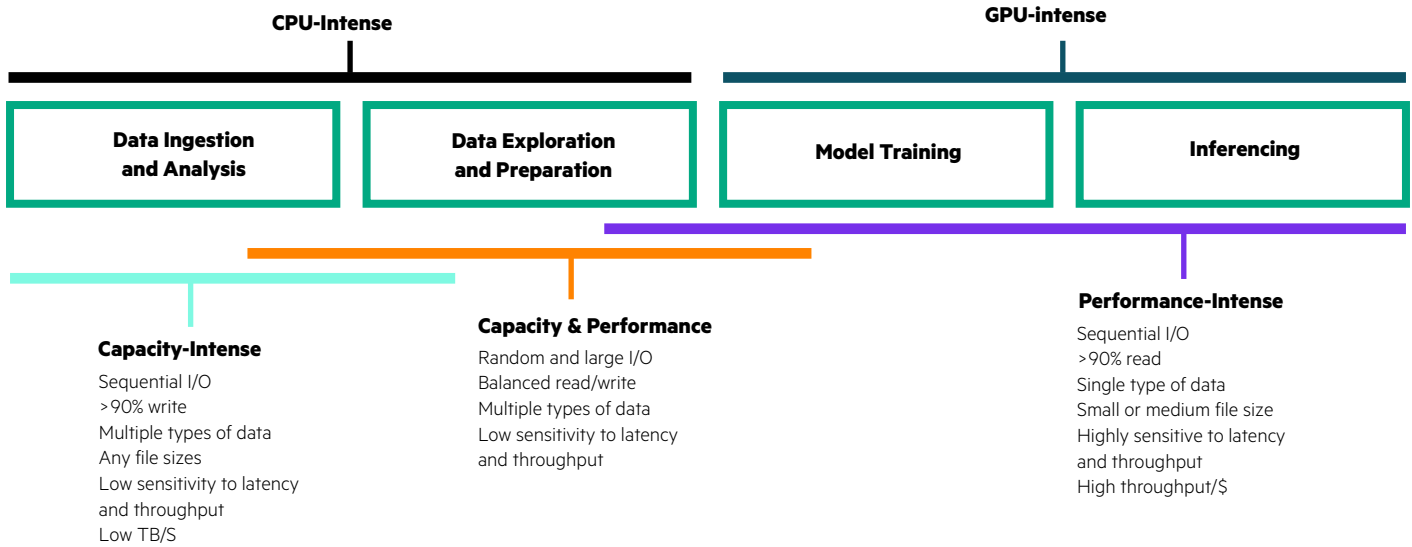 CPU-Intense
GPU-intense
Data Ingestion
and Analysis
Data Exploration
and Preparation
Model Training
Inferencing
Capacity-Intense
Sequential I/O
>90% write
Multiple types of data
Any file sizes
Low sensitivity to latency
and throughput
Low TB/S
Capacity & Performance
Random and large I/O
Balanced read/write
Multiple types of data
Low sensitivity to latency
and throughput
Performance-Intense
Sequential I/O
>90% read
Single type of data
Small or medium file size
Highly sensitive to latency
and throughput
High throughput/$